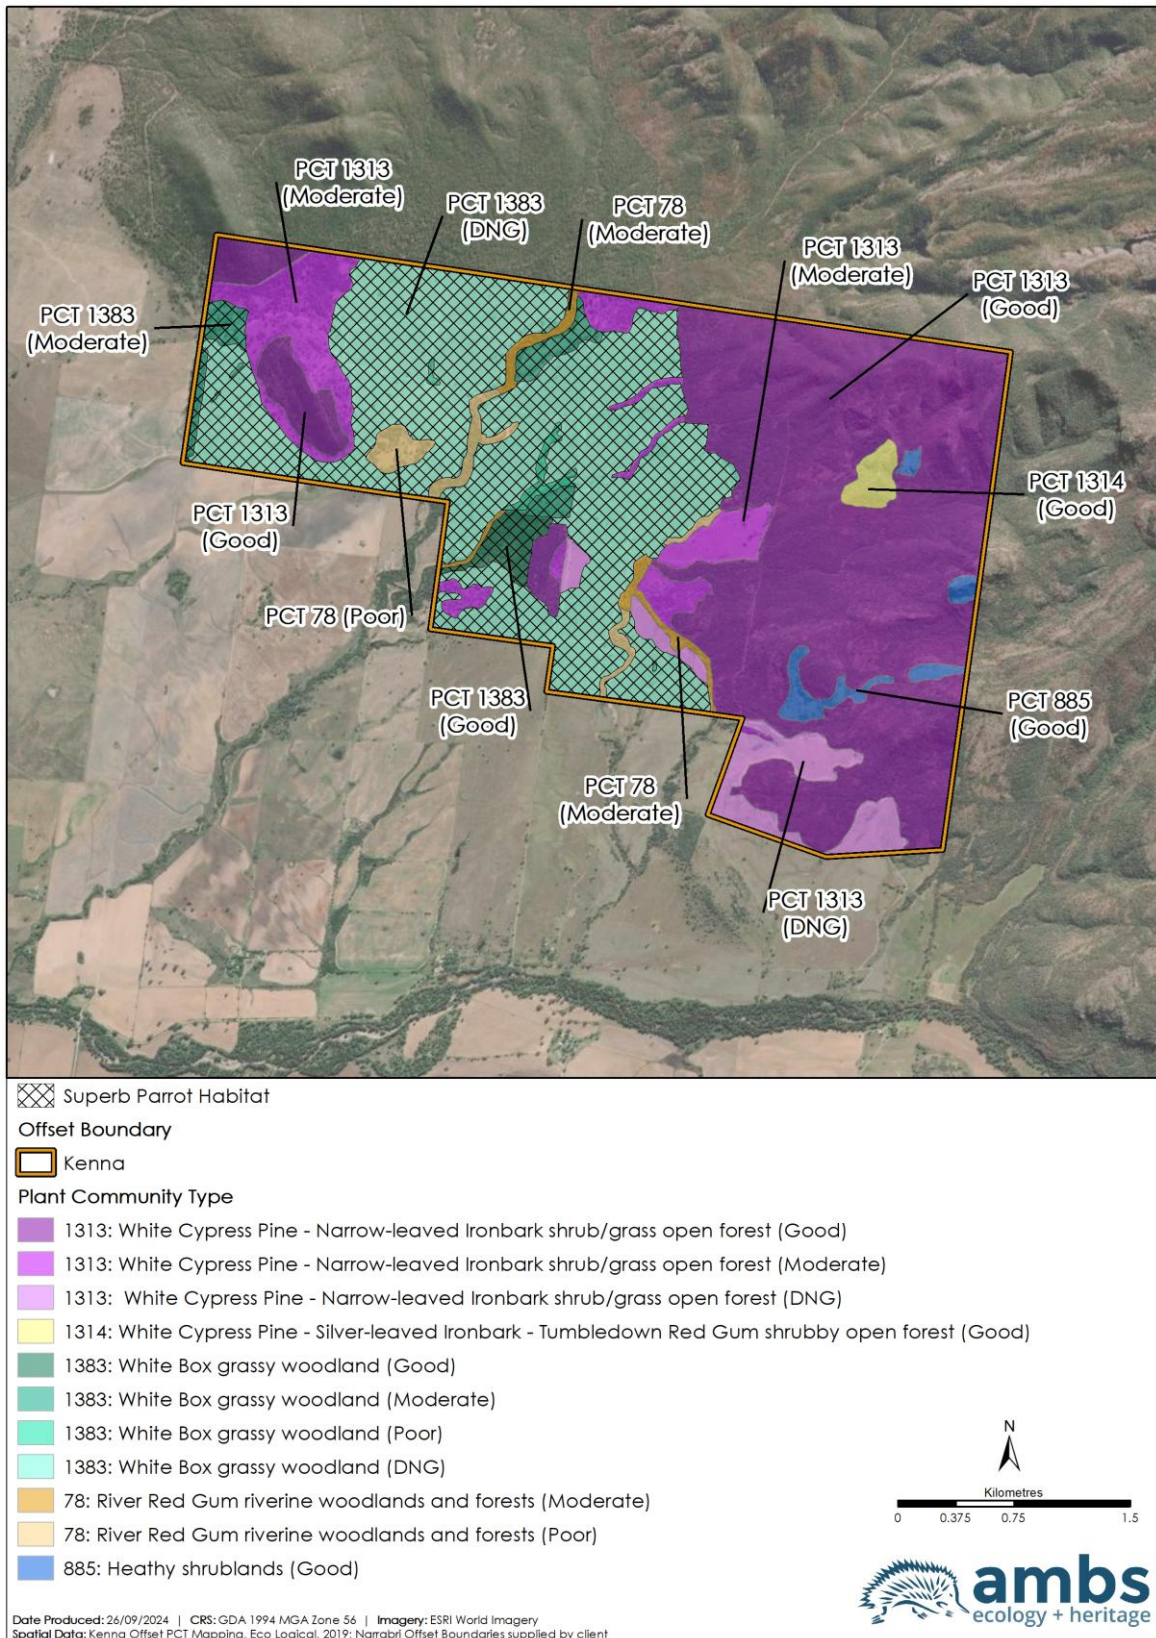 PCT 1313
(Moderate)
PCT 1383
(DNG)
PCT 78
(Moderate)
PCT 1313
(Moderate)
PCT 1313
(Good)
PCT 1383
(Moderate)
PCT 1314
(Good)
PCT 1313
(Good)
PCT 78 (Poor)
PCT 1383
(Good)
PCT 885
(Good)
PCT 78
(Moderate)
PCT 1313
(DNG)
Superb Parrot Habitat
Offset Boundary
Kenna
Plant Community Type
1313: White Cypress Pine - Narrow-leaved Ironbark shrub/grass open forest (Good)
1313: White Cypress Pine - Narrow-leaved Ironbark shrub/grass open forest (Moderate)
1313: White Cypress Pine - Narrow-leaved Ironbark shrub/grass open forest (DNG)
1314: White Cypress Pine - Silver-leaved Ironbark - Tumbledown Red Gum shrubby open forest (Good)
1383: White Box grassy woodland (Good)
1383: White Box grassy woodland (Moderate)
1383: White Box grassy woodland (Poor)
1383: White Box grassy woodland (DNG)
78: River Red Gum riverine woodlands and forests (Moderate)
78: River Red Gum riverine woodlands and forests (Poor)
885: Heathy shrublands (Good)
N
Kilometres
0 0.375 0.75 1.5
ambs
ecology + heritage
Date Produced: 26/09/2024 | CRS: GDA 1994 MGA Zone 56 | Imagery: ESRI World Imagery
Spatial Data: Kenna Offset PCT Mapping, Eco Logical, 2019; Narrabri Offset Boundaries supplied by client